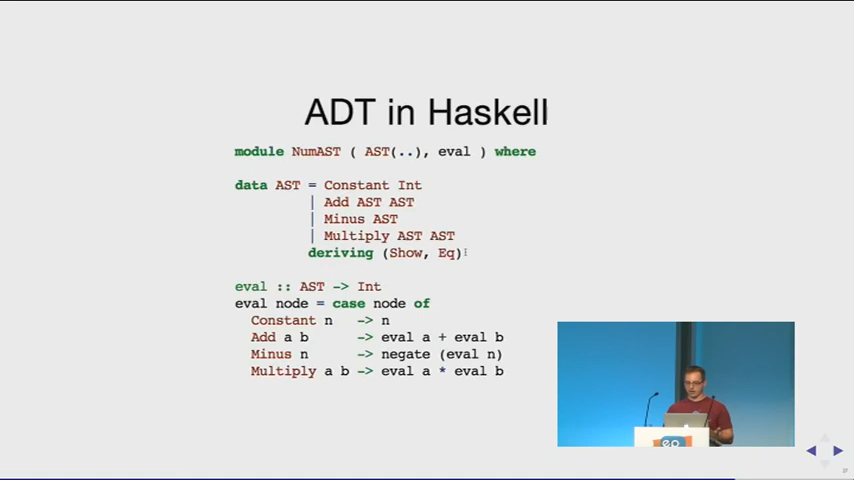 ADT in Haskell
module NumAST ( AST(..), eval ) where
data AST = Constant Int
| Add AST AST
| Minus AST
| Multiply AST AST
deriving (Show, Eq)
eval :: AST -> Int
eval node = case node of
Constant n -> n
Add a b -> eval a + eval b
Minus n -> negate (eval n)
Multiply a b -> eval a * eval b
ep